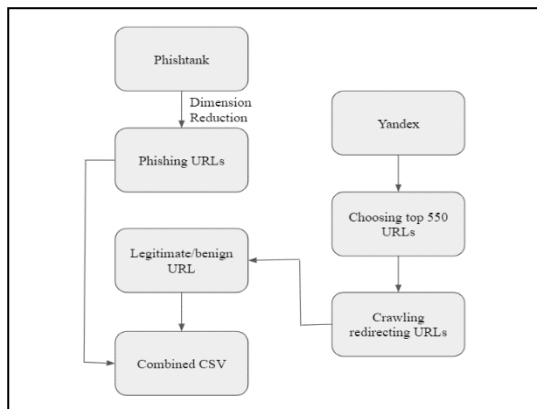 Phishtank
Dimension
Reduction
Phishing URLs
Legitimate/benign
URL
Combined CSV
Yandex
Choosing top 550
URLs
Crawling
redirecting URLs